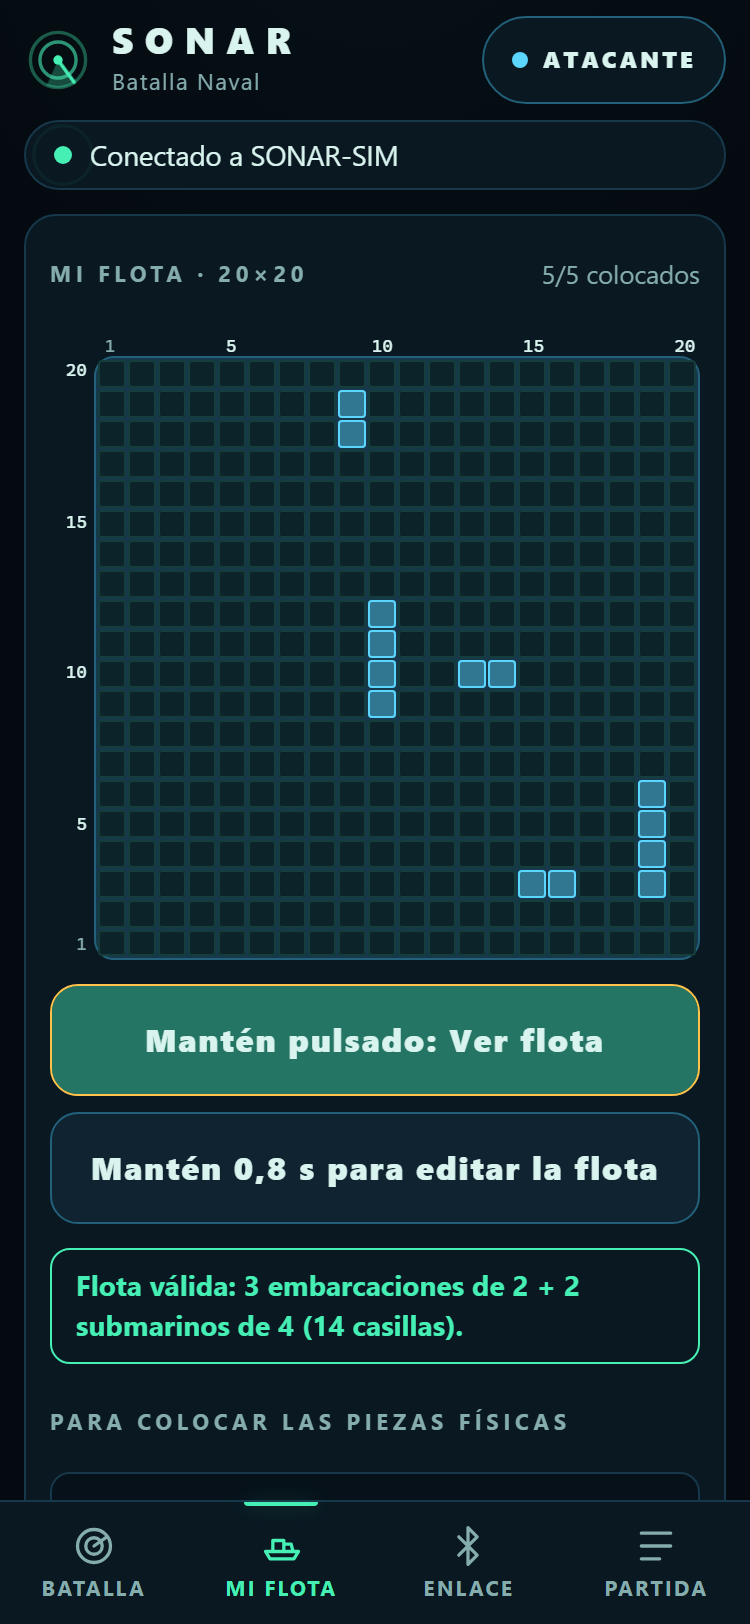 SONAR
Batalla Naval
ATACANTE
Conectado a SONAR-SIM
MI FLOTA · 20×20
5/5 colocados
1 5 10 15 20
20
15
10
5
1
Mantén pulsado: Ver flota
Mantén 0,8 s para editar la flota
Flota válida: 3 embarcaciones de 2 + 2
submarinos de 4 (14 casillas).
PARA COLOCAR LAS PIEZAS FÍSICAS
BATALLA
MI FLOTA
ENLACE
PARTIDA